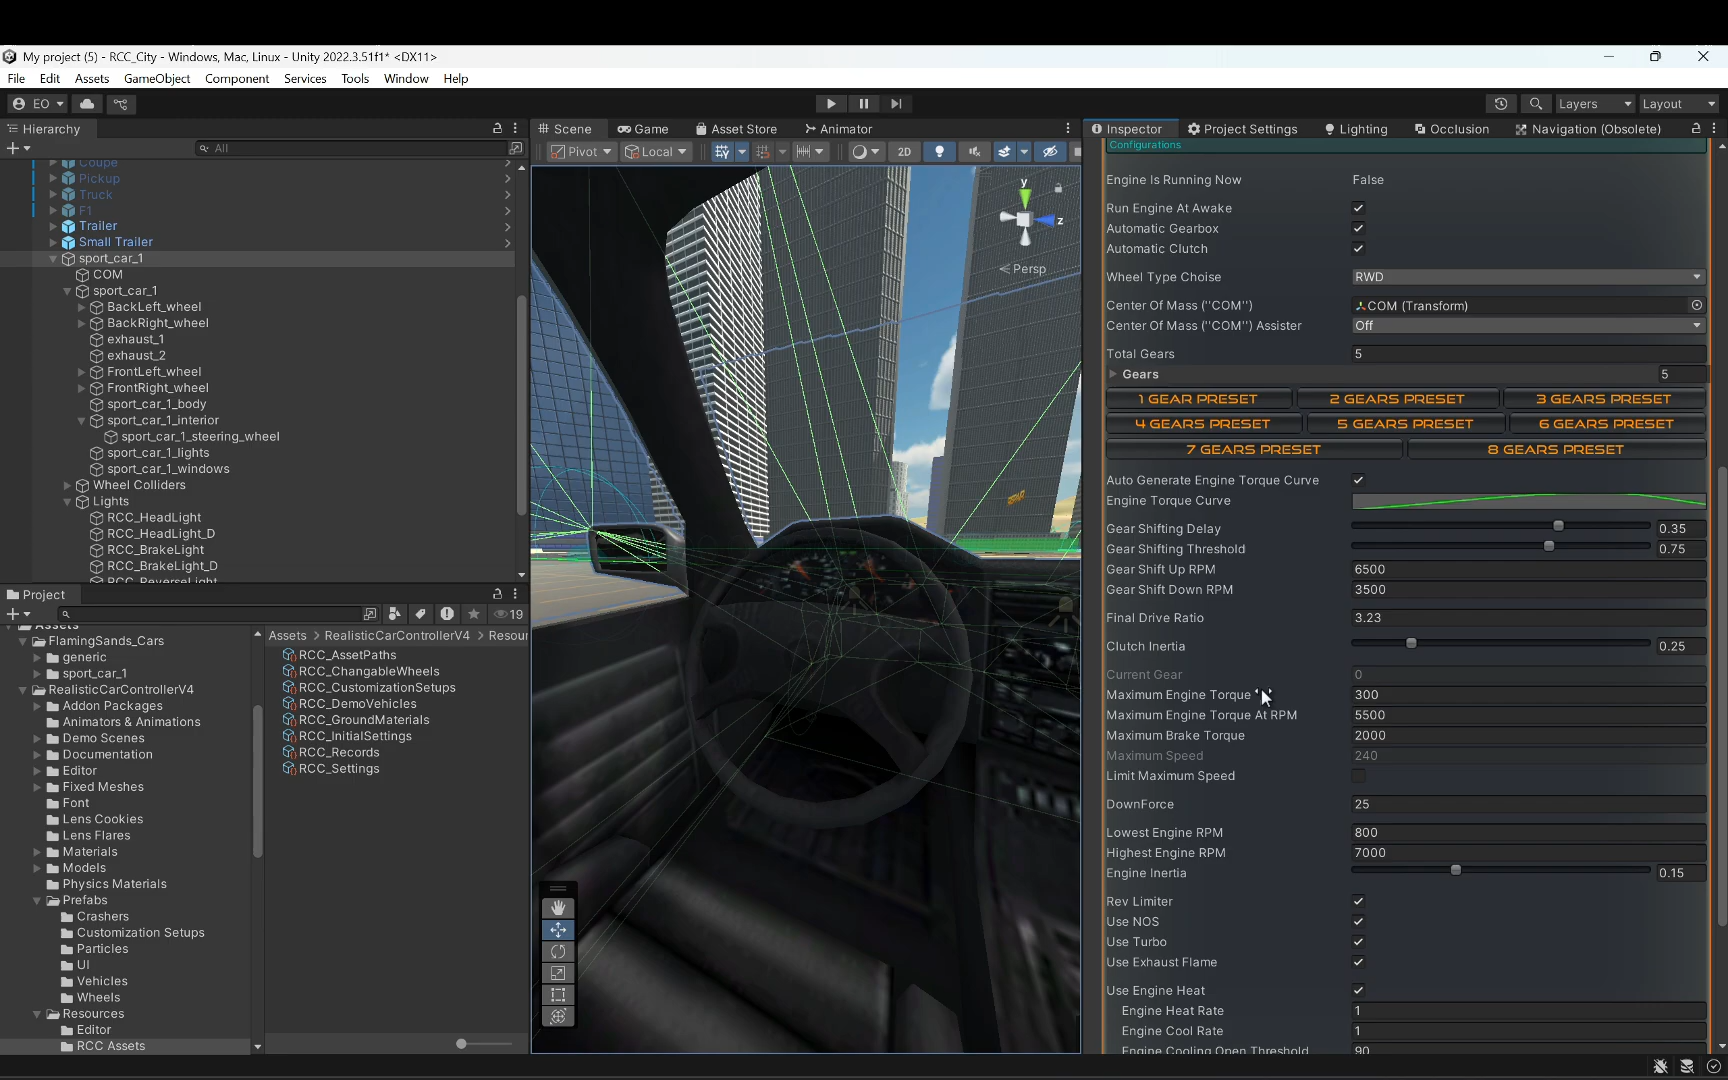 My project (5) - RCC_City - Windows, Mac, Linux - Unity 2022.3.51f1* <DX11>
File Edit Assets GameObject Component Services Tools Window Help
EO
Layers
Layout
Hierarchy
All
Coupe
Pickup
Truck
F1
Trailer
Small Trailer
sport_car_1
COM
sport_car_1
BackLeft_wheel
BackRight_wheel
exhaust_1
exhaust_2
FrontLeft_wheel
FrontRight_wheel
sport_car_1_body
sport_car_1_interior
sport_car_1_steering_wheel
sport_car_1_lights
sport_car_1_windows
Wheel Colliders
Lights
RCC_HeadLight
RCC_HeadLight_D
RCC_BrakeLight
RCC_BrakeLight_D
RCC_ReverseLight
Project
19
Assets
FlamingSands_Cars
generic
sport_car_1
RealisticCarControllerV4
Addon Packages
Animators & Animations
Demo Scenes
Documentation
Editor
Fixed Meshes
Font
Lens Cookies
Lens Flares
Materials
Models
Physics Materials
Prefabs
Crashers
Customization Setups
Particles
UI
Vehicles
Wheels
Resources
Editor
RCC Assets
Assets > RealisticCarControllerV4 > Resour
RCC_AssetPaths
RCC_ChangableWheels
RCC_CustomizationSetups
RCC_DemoVehicles
RCC_GroundMaterials
RCC_InitialSettings
RCC_Records
RCC_Settings
Scene Game Asset Store Animator
Pivot Local 2D
y
z
Persp
Inspector Project Settings Lighting Occlusion Navigation (Obsolete)
Configurations
Engine Is Running Now False
Run Engine At Awake
Automatic Gearbox
Automatic Clutch
Wheel Type Choise RWD
Center Of Mass ("COM") COM (Transform)
Center Of Mass ("COM") Assister Off
Total Gears 5
Gears 5
1 GEAR PRESET 2 GEARS PRESET 3 GEARS PRESET
4 GEARS PRESET 5 GEARS PRESET 6 GEARS PRESET
7 GEARS PRESET 8 GEARS PRESET
Auto Generate Engine Torque Curve
Engine Torque Curve
Gear Shifting Delay 0.35
Gear Shifting Threshold 0.75
Gear Shift Up RPM 6500
Gear Shift Down RPM 3500
Final Drive Ratio 3.23
Clutch Inertia 0.25
Current Gear 0
Maximum Engine Torque 300
Maximum Engine Torque At RPM 5500
Maximum Brake Torque 2000
Maximum Speed 240
Limit Maximum Speed
DownForce 25
Lowest Engine RPM 800
Highest Engine RPM 7000
Engine Inertia 0.15
Rev Limiter
Use NOS
Use Turbo
Use Exhaust Flame
Use Engine Heat
Engine Heat Rate 1
Engine Cool Rate 1
Engine Cooling Open Threshold 90